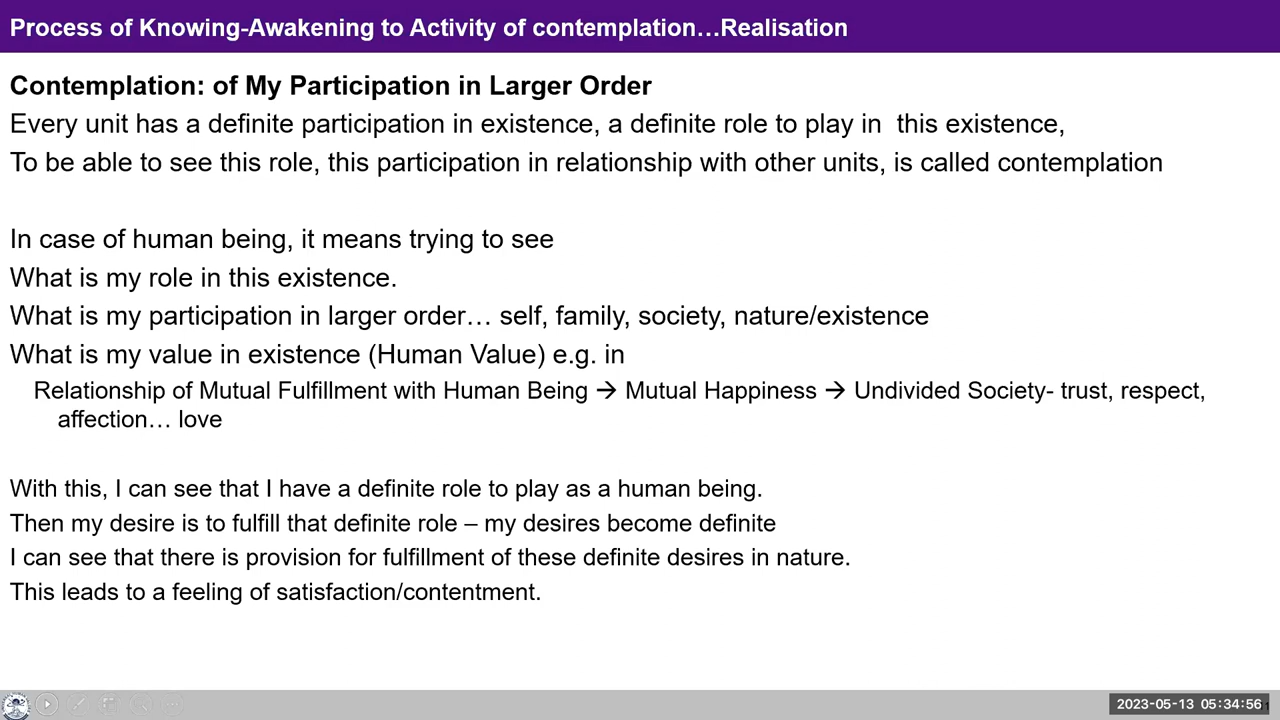 Process of Knowing-Awakening to Activity of contemplation…Realisation
Contemplation: of My Participation in Larger Order
Every unit has a definite participation in existence, a definite role to play in  this existence,
To be able to see this role, this participation in relationship with other units, is called contemplation
In case of human being, it means trying to see
What is my role in this existence.
What is my participation in larger order… self, family, society, nature/existence
What is my value in existence (Human Value) e.g. in
Relationship of Mutual Fulfillment with Human Being → Mutual Happiness → Undivided Society- trust, respect,
affection… love
With this, I can see that I have a definite role to play as a human being.
Then my desire is to fulfill that definite role – my desires become definite
I can see that there is provision for fulfillment of these definite desires in nature.
This leads to a feeling of satisfaction/contentment.
2023-05-13 05:34:56